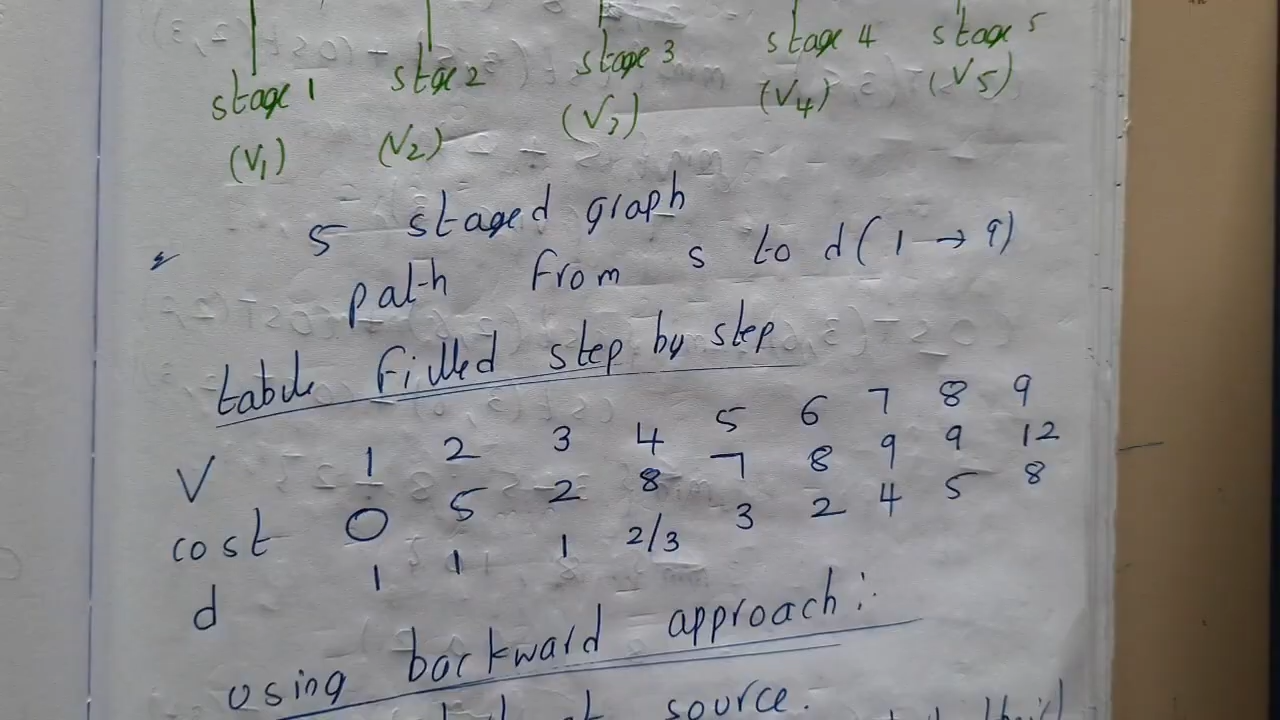 stage 1 stage 2 stage 3 stage 4 stage 5
(V1) (V2) (V3) (V4) (V5)
5 staged graph
path from s to d (1 → 9)
table filled step by step
V 1 2 3 4 5 6 7 8 9
cost 0 5 2 8 7 8 9 9 12
d 1 1 1 2/3 3 2 4 5 8
using backward approach:
source.